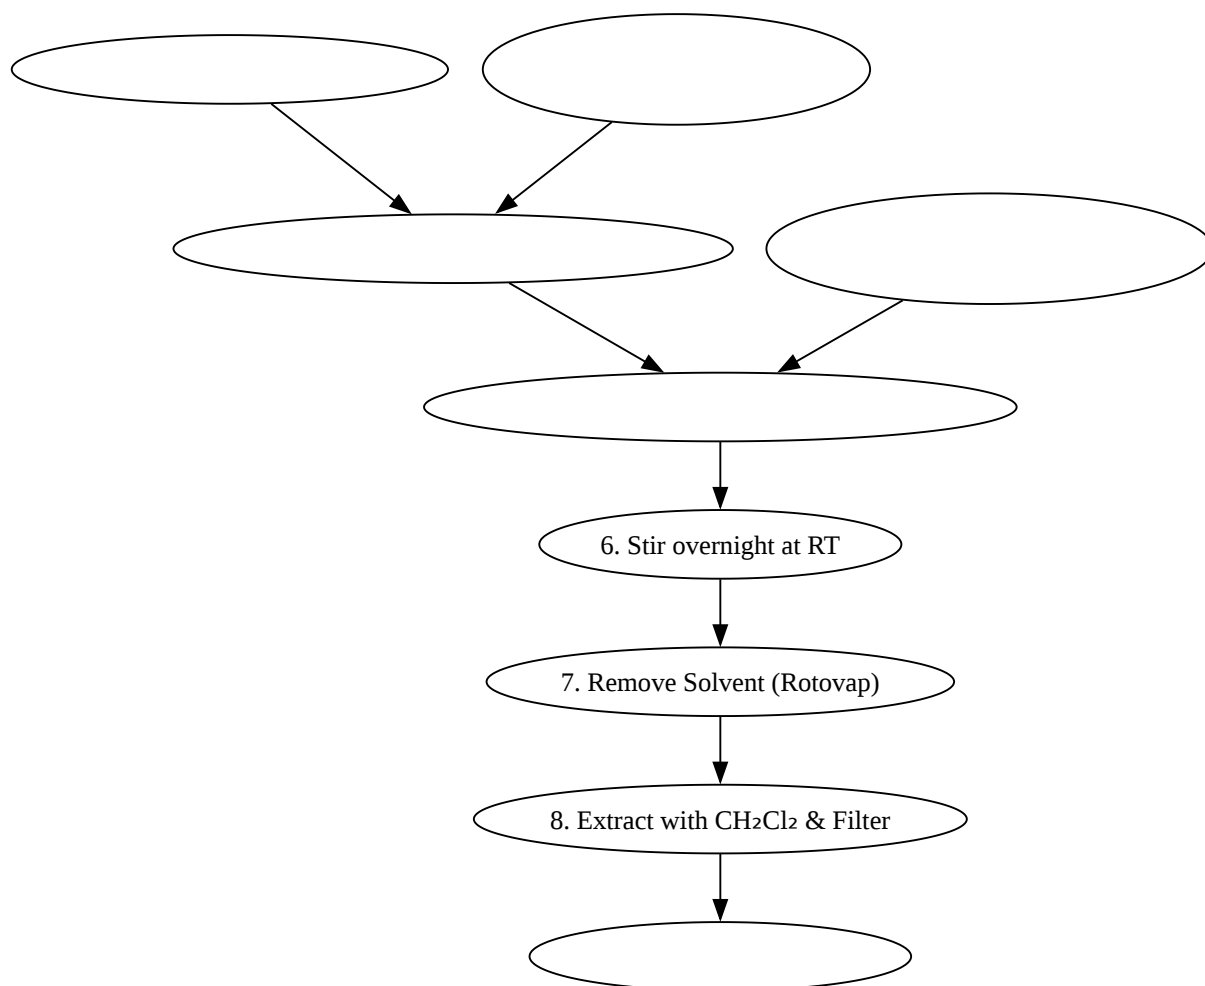 6. Stir overnight at RT
7. Remove Solvent (Rotovap)
8. Extract with CH₂Cl₂ & Filter